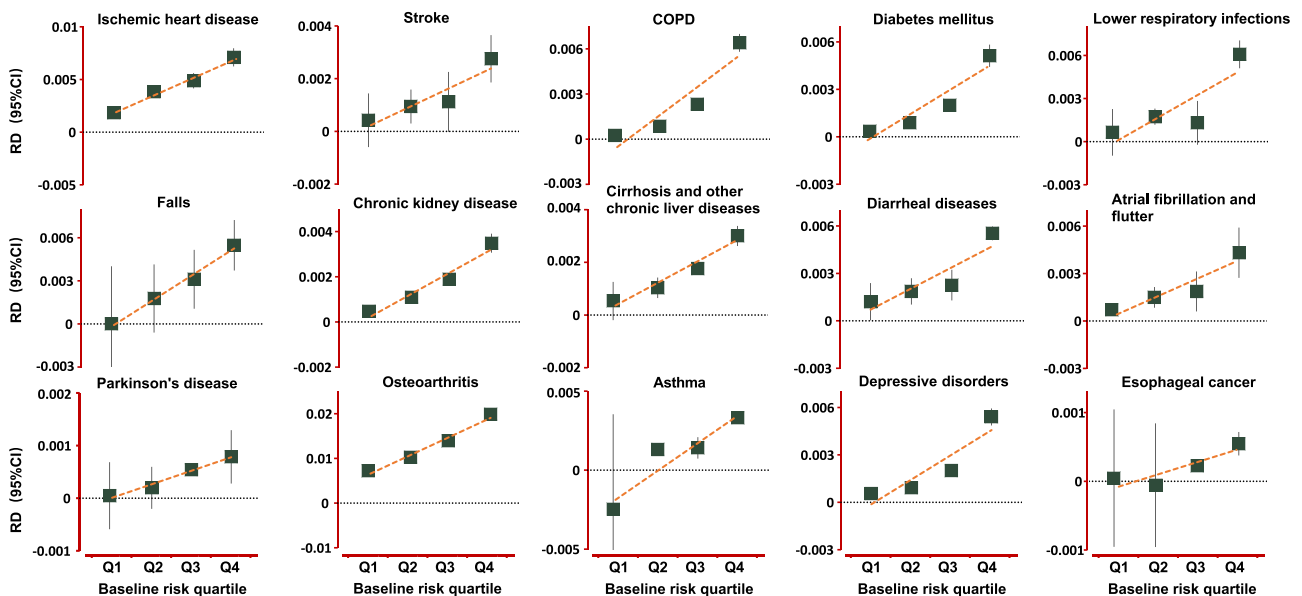 Ischemic heart disease
0.01
0.005
0
-0.005
RD (95%CI)
Stroke
0.004
0.002
0
-0.002
COPD
0.006
0.003
0
-0.003
Diabetes mellitus
0.006
0.003
0
-0.003
Lower respiratory infections
0.006
0.003
0
-0.003
Falls
0.006
0.003
0
-0.003
RD (95%CI)
Chronic kidney disease
0.004
0.002
0
-0.002
Cirrhosis and other
chronic liver diseases
0.004
0.002
0
-0.002
Diarrheal diseases
0.006
0.003
0
-0.003
Atrial fibrillation and
flutter
0.006
0.003
0
-0.003
Parkinson's disease
0.002
0.001
0
-0.001
RD (95%CI)
Q1 Q2 Q3 Q4
Baseline risk quartile
Osteoarthritis
0.02
0.01
0
-0.01
Q1 Q2 Q3 Q4
Baseline risk quartile
Asthma
0.005
0
-0.005
Q1 Q2 Q3 Q4
Baseline risk quartile
Depressive disorders
0.006
0.003
0
-0.003
Q1 Q2 Q3 Q4
Baseline risk quartile
Esophageal cancer
0.001
0
-0.001
Q1 Q2 Q3 Q4
Baseline risk quartile